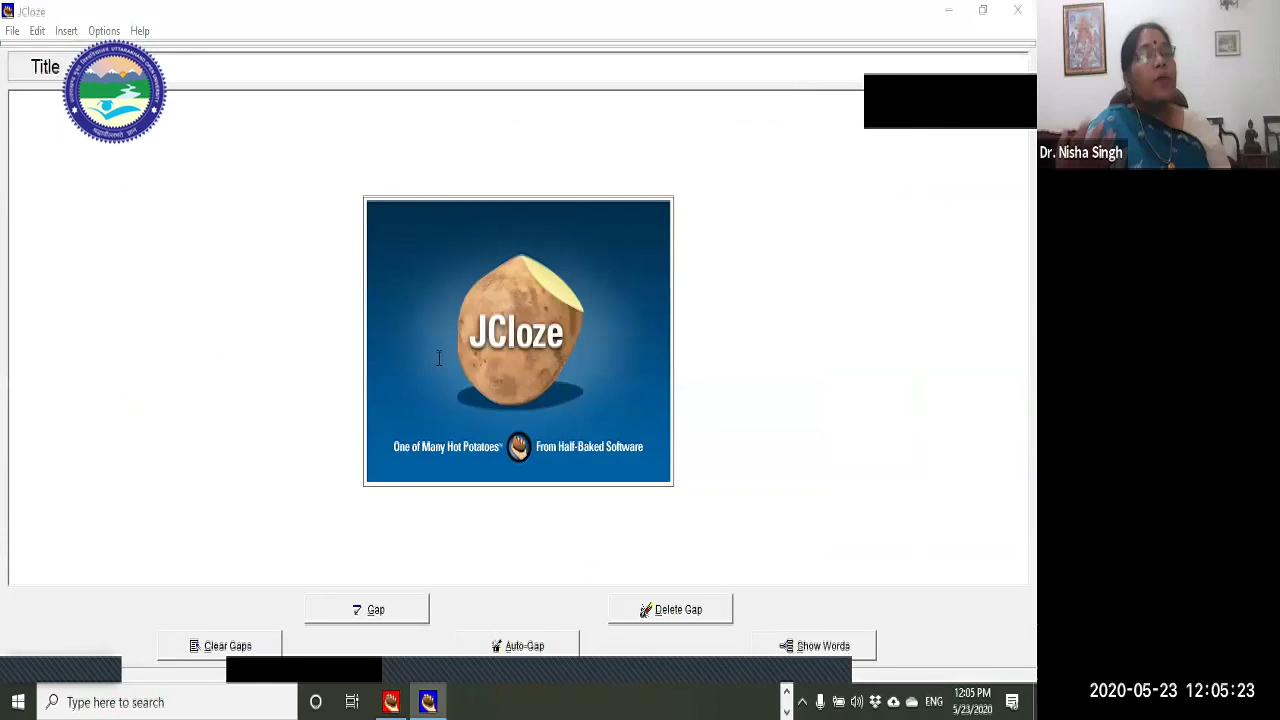 JCloze
File Edit Insert Options Help
Title
Dr. Nisha Singh
JCloze
One of Many Hot Potatoes™ From Half-Baked Software
Gap
Delete Gap
Clear Gaps
Auto-Gap
Show Words
Type here to search
ENG
12:05 PM
5/23/2020
2020-05-23 12:05:23